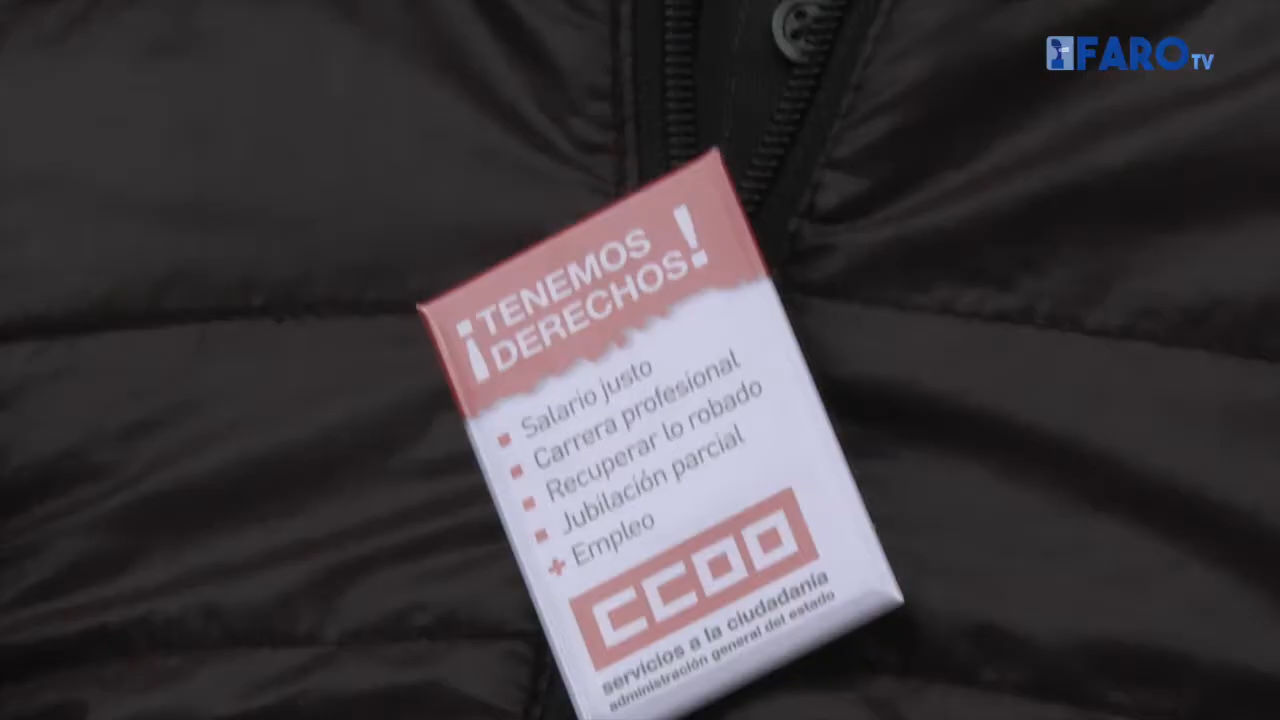 FARO TV
¡TENEMOS
DERECHOS!
Salario justo
Carrera profesional
Recuperar lo robado
Jubilación parcial
+ Empleo
CCOO
servicios a la ciudadanía
administración general del estado